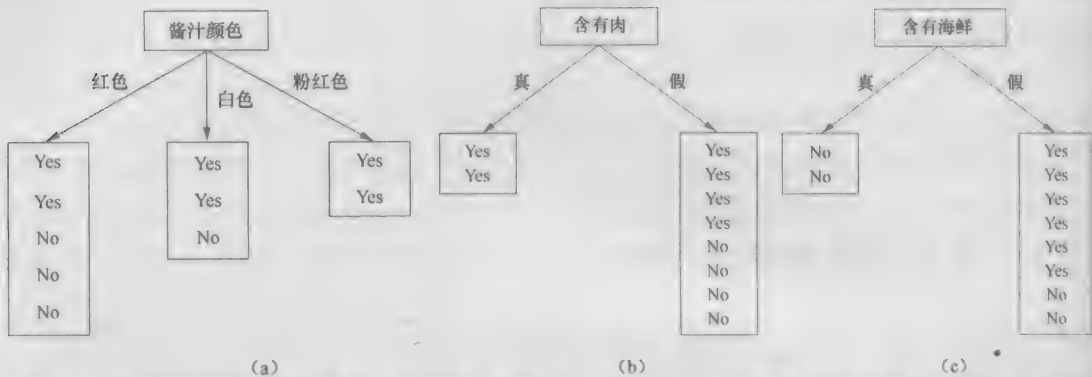 酱汁颜色
红色
白色
粉红色
Yes
Yes
No
No
No
Yes
Yes
No
Yes
Yes
(a)
含有肉
真
假
Yes
Yes
Yes
Yes
Yes
Yes
No
No
No
No
(b)
含有海鲜
真
假
No
No
Yes
Yes
Yes
Yes
Yes
Yes
No
No
(c)